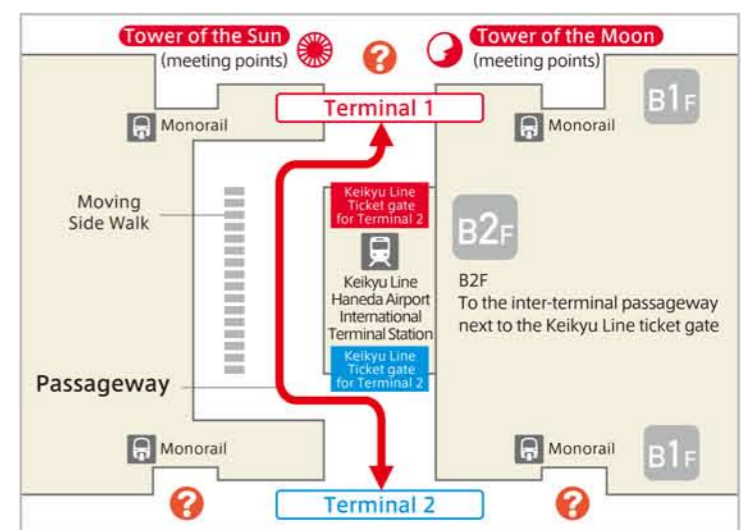 Tower of the Sun
(meeting points)
?
Tower of the Moon
(meeting points)
Terminal 1
B1F
Monorail
Monorail
Moving
Side Walk
Keikyu Line
Ticket gate
for Terminal 2
B2F
Keikyu Line
Haneda Airport
International
Terminal Station
B2F
To the inter-terminal passageway
next to the Keikyu Line ticket gate
Keikyu Line
Ticket gate
for Terminal 2
Passageway
Monorail
Monorail
B1F
?
Terminal 2
?